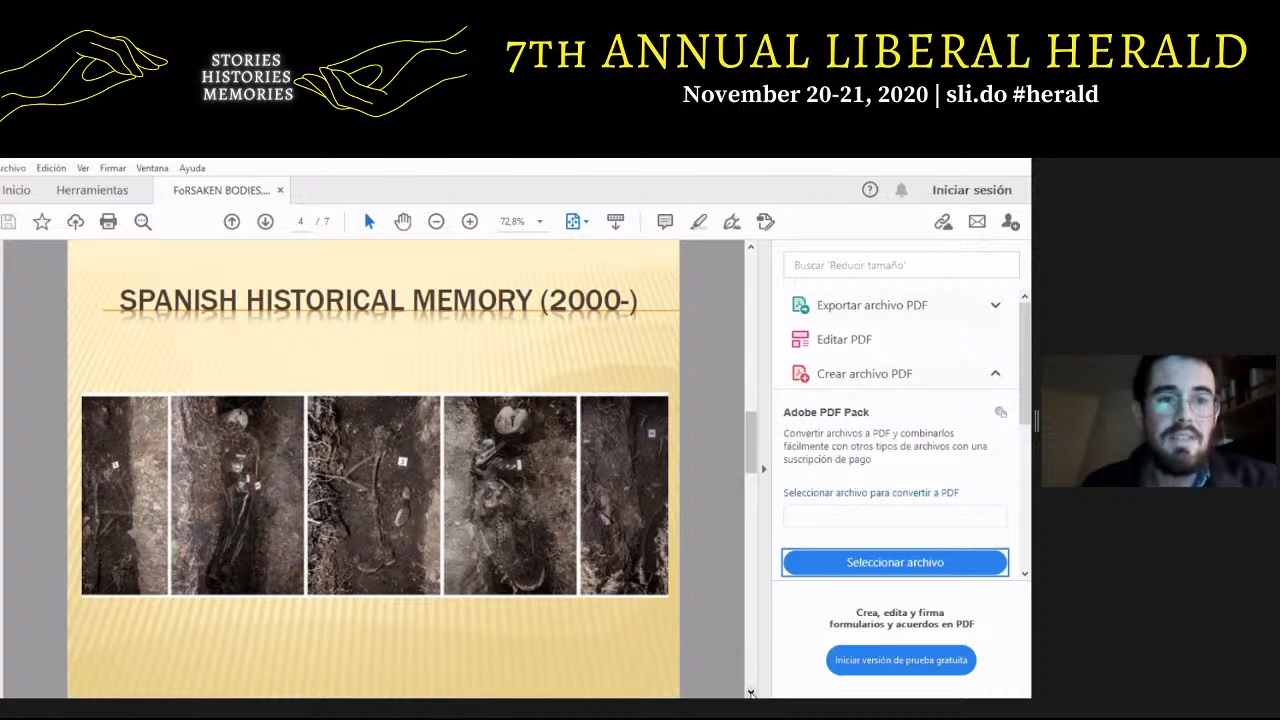 STORIES
HISTORIES
MEMORIES
7TH ANNUAL LIBERAL HERALD
November 20-21, 2020 | sli.do #herald
rchivo Edición Ver Firmar Ventana Ayuda
Inicio Herramientas FoRSAKEN BODIES.... × Iniciar sesión
4 / 7 72,8%
SPANISH HISTORICAL MEMORY (2000-)
Buscar 'Reducir tamaño'
Exportar archivo PDF
Editar PDF
Crear archivo PDF
Adobe PDF Pack
Convertir archivos a PDF y combinarlos
fácilmente con otros tipos de archivos con una
suscripción de pago
Seleccionar archivo para convertir a PDF
Seleccionar archivo
Crea, edita y firma
formularios y acuerdos en PDF
Iniciar versión de prueba gratuita